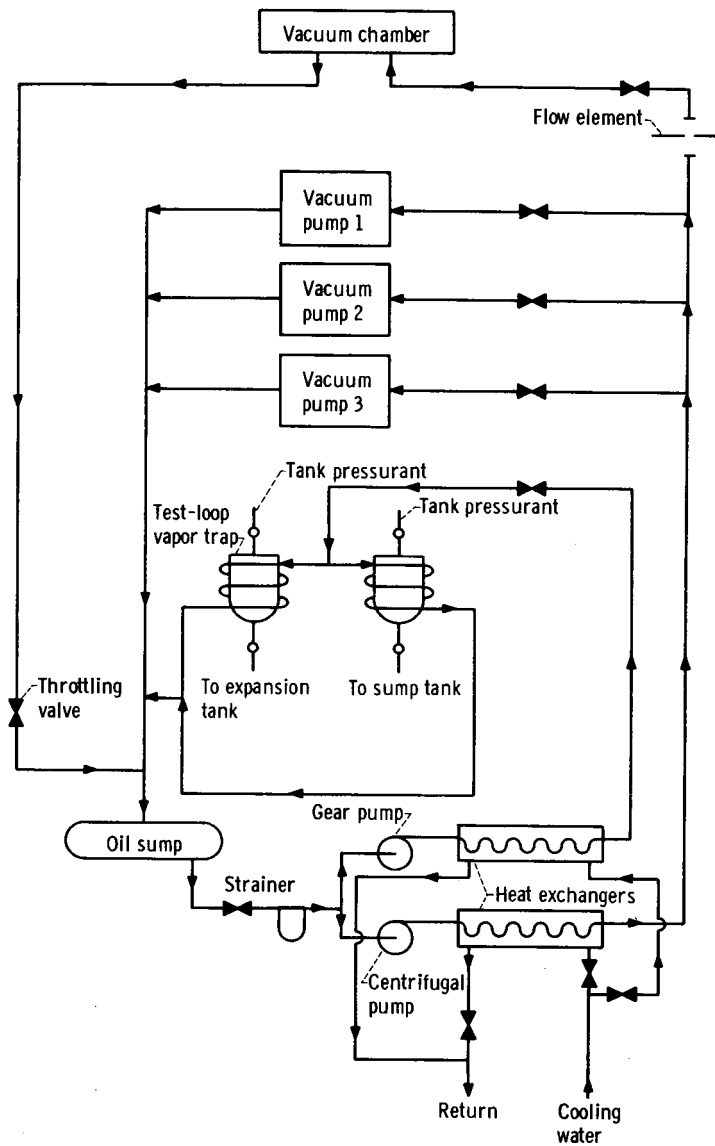 Vacuum chamber
Flow element
Vacuum
pump 1
Vacuum
pump 2
Vacuum
pump 3
Tank pressurant
Tank pressurant
Test-loop
vapor trap
To expansion
tank
To sump tank
Throttling
valve
Gear pump
Oil sump
Strainer
Heat exchangers
Centrifugal
pump
Return
Cooling
water